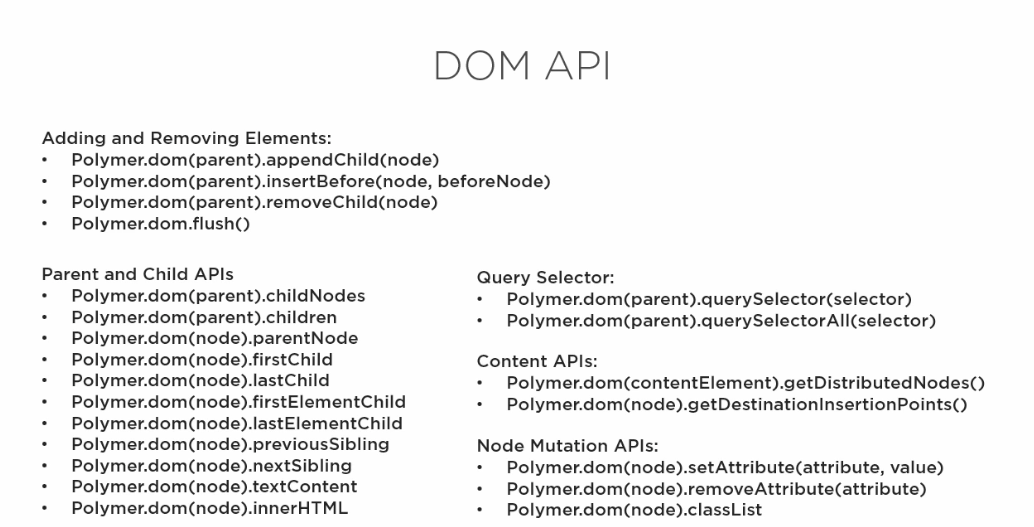 DOM API
Adding and Removing Elements:
• Polymer.dom(parent).appendChild(node)
• Polymer.dom(parent).insertBefore(node, beforeNode)
• Polymer.dom(parent).removeChild(node)
• Polymer.dom.flush()
Parent and Child APIs
• Polymer.dom(parent).childNodes
• Polymer.dom(parent).children
• Polymer.dom(node).parentNode
• Polymer.dom(node).firstChild
• Polymer.dom(node).lastChild
• Polymer.dom(node).firstElementChild
• Polymer.dom(node).lastElementChild
• Polymer.dom(node).previousSibling
• Polymer.dom(node).nextSibling
• Polymer.dom(node).textContent
• Polymer.dom(node).innerHTML
Query Selector:
• Polymer.dom(parent).querySelector(selector)
• Polymer.dom(parent).querySelectorAll(selector)
Content APIs:
• Polymer.dom(contentElement).getDistributedNodes()
• Polymer.dom(node).getDestinationInsertionPoints()
Node Mutation APIs:
• Polymer.dom(node).setAttribute(attribute, value)
• Polymer.dom(node).removeAttribute(attribute)
• Polymer.dom(node).classList